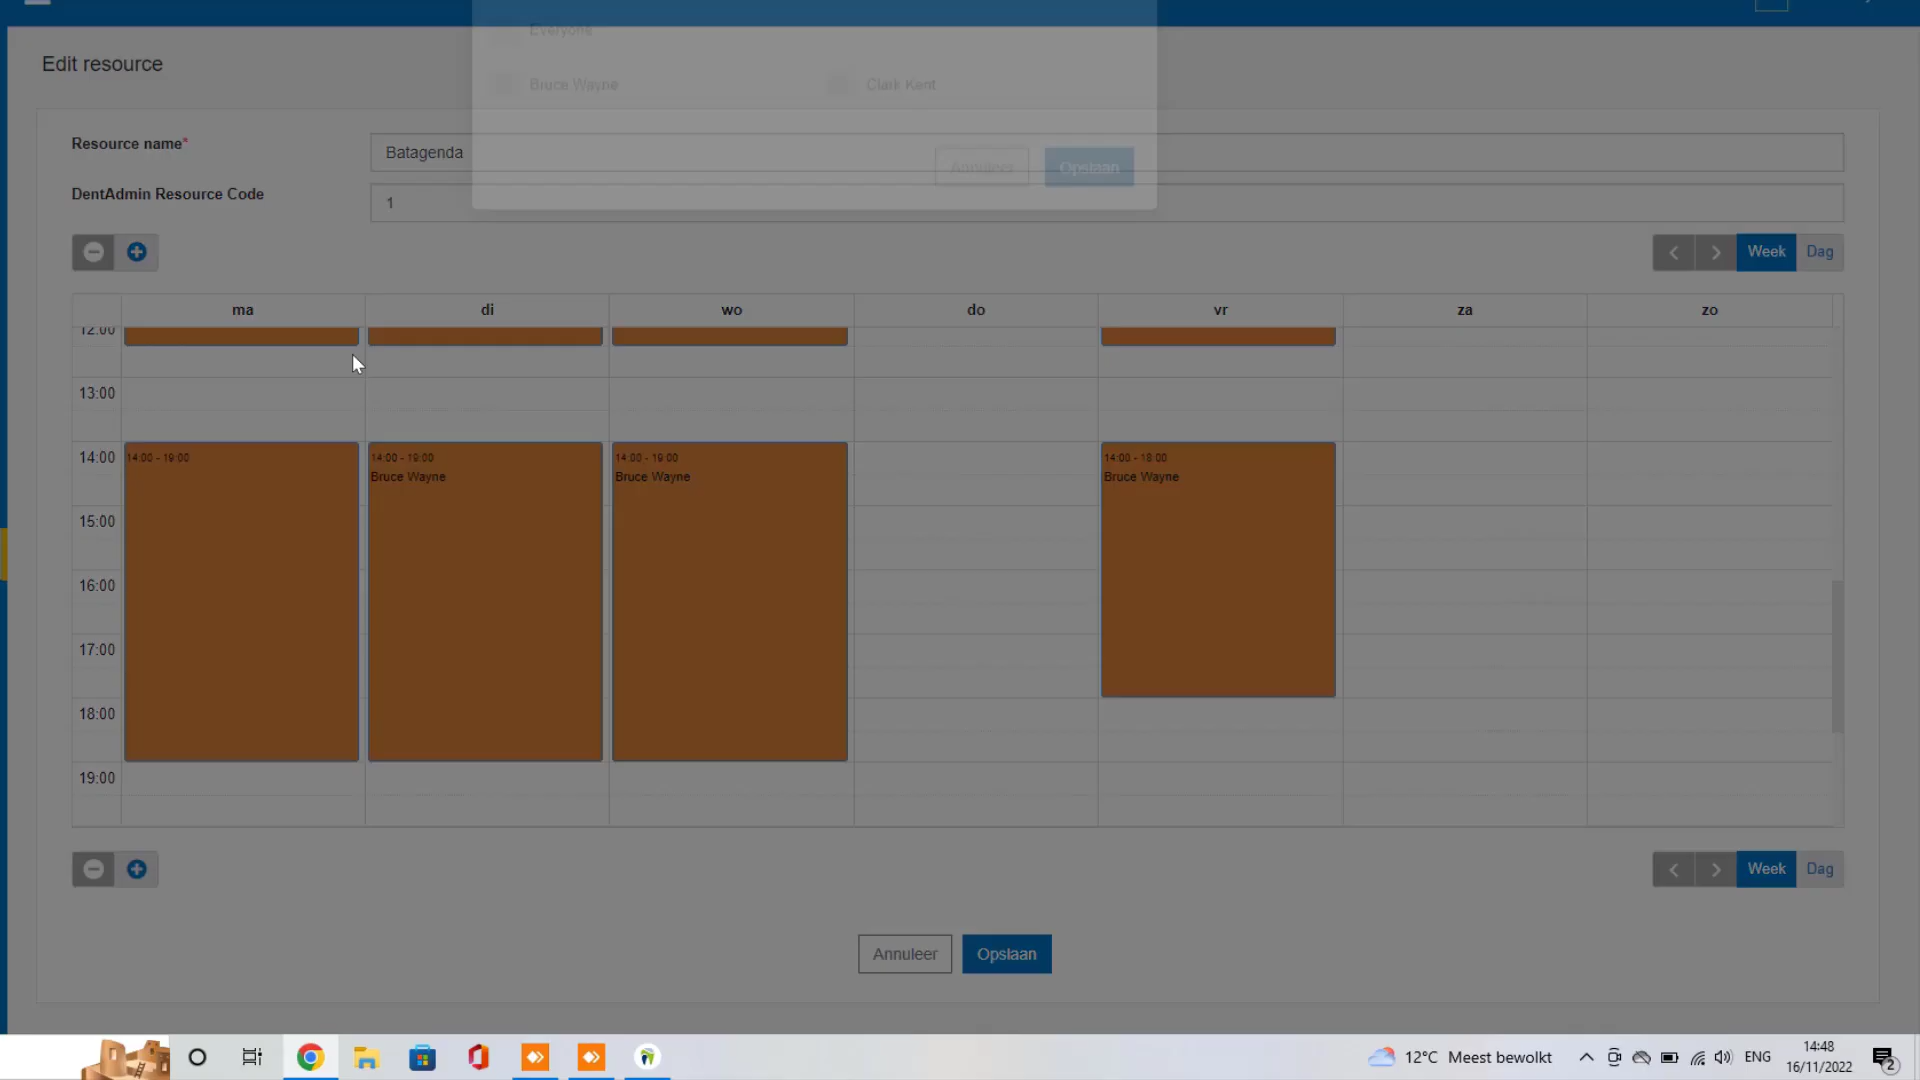 Everyone
Edit resource
Bruce Wayne Clark Kent
Resource name*
Batagenda
Annuleer Opslaan
DentAdmin Resource Code
1
Week Dag
ma di wo do vr za zo
12:00
13:00
14:00
14:00 - 19:00
14:00 - 19:00
Bruce Wayne
14:00 - 19:00
Bruce Wayne
14:00 - 18:00
Bruce Wayne
15:00
16:00
17:00
18:00
19:00
Week Dag
Annuleer Opslaan
12°C Meest bewolkt
ENG
14:48
16/11/2022
2